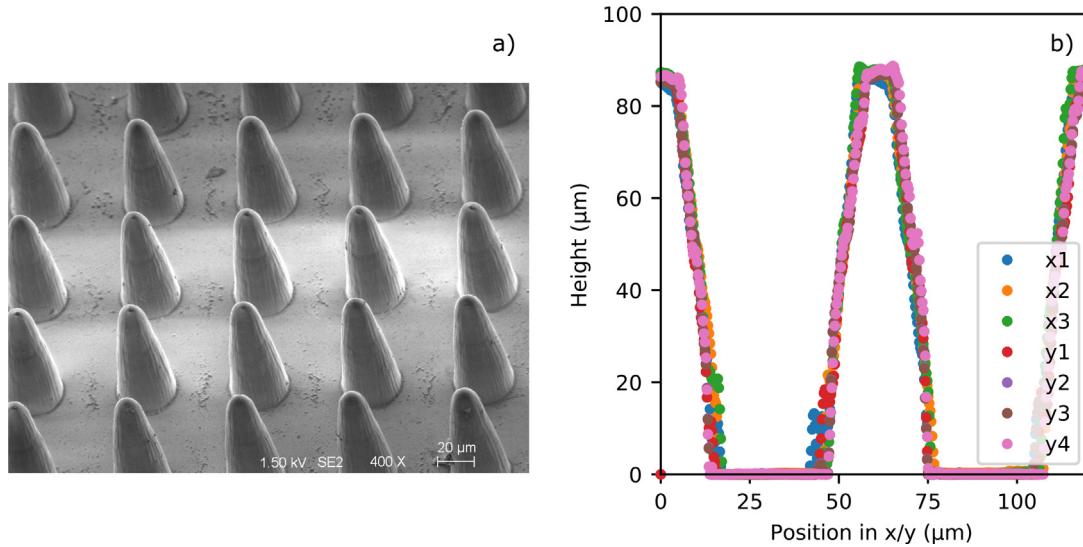 a)
20 µm
1.50 kV SE2 400 X
b)
Height (µm)
100
80
60
40
20
0
x1
x2
x3
y1
y2
y3
y4
0
25
50
75
100
Position in x/y (µm)